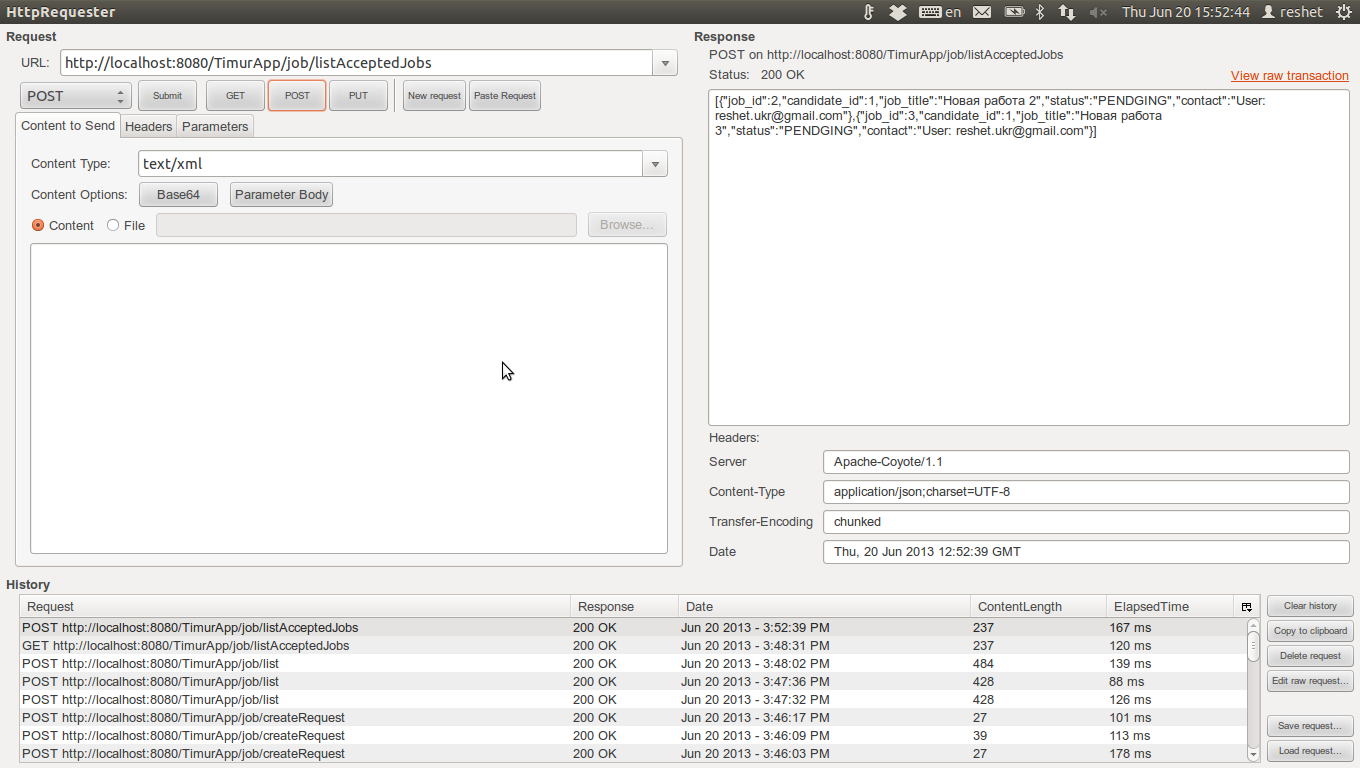 HttpRequester
en
Thu Jun 20 15:52:44
reshet
Request
URL:
http://localhost:8080/TimurApp/job/listAcceptedJobs
POST
Submit
GET
POST
PUT
New request
Paste Request
Content to Send
Headers
Parameters
Content Type:
text/xml
Content Options:
Base64
Parameter Body
Content
File
Browse...
Response
POST on http://localhost:8080/TimurApp/job/listAcceptedJobs
Status: 200 OK
View raw transaction
[{"job_id":2,"candidate_id":1,"job_title":"Новая работа 2","status":"PENDGING","contact":"User:
reshet.ukr@gmail.com"},{"job_id":3,"candidate_id":1,"job_title":"Новая работа
3","status":"PENDGING","contact":"User: reshet.ukr@gmail.com"}]
Headers:
Server
Apache-Coyote/1.1
Content-Type
application/json;charset=UTF-8
Transfer-Encoding
chunked
Date
Thu, 20 Jun 2013 12:52:39 GMT
History
Request Response Date ContentLength ElapsedTime
POST http://localhost:8080/TimurApp/job/listAcceptedJobs 200 OK Jun 20 2013 - 3:52:39 PM 237 167 ms
GET http://localhost:8080/TimurApp/job/listAcceptedJobs 200 OK Jun 20 2013 - 3:48:31 PM 237 120 ms
POST http://localhost:8080/TimurApp/job/list 200 OK Jun 20 2013 - 3:48:02 PM 484 139 ms
POST http://localhost:8080/TimurApp/job/list 200 OK Jun 20 2013 - 3:47:36 PM 428 88 ms
POST http://localhost:8080/TimurApp/job/list 200 OK Jun 20 2013 - 3:47:32 PM 428 126 ms
POST http://localhost:8080/TimurApp/job/createRequest 200 OK Jun 20 2013 - 3:46:17 PM 27 101 ms
POST http://localhost:8080/TimurApp/job/createRequest 200 OK Jun 20 2013 - 3:46:09 PM 39 113 ms
POST http://localhost:8080/TimurApp/job/createRequest 200 OK Jun 20 2013 - 3:46:03 PM 27 178 ms
Clear history
Copy to clipboard
Delete request
Edit raw request...
Save request...
Load request...